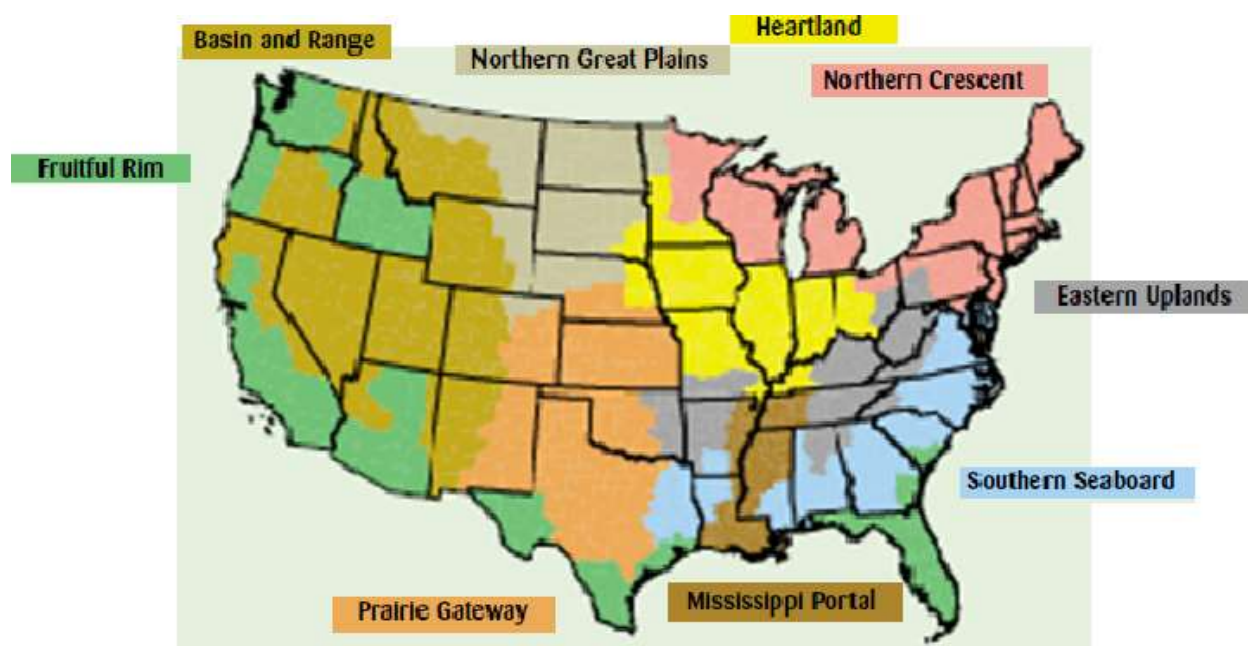 Heartland
Basin and Range
Northern Great Plains
Northern Crescent
Fruitful Rim
Eastern Uplands
Southern Seaboard
Mississippi Portal
Prairie Gateway